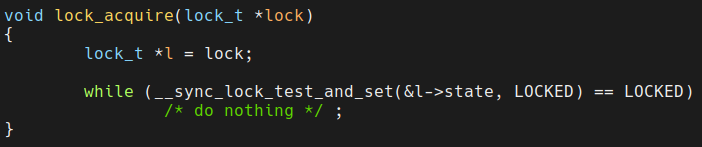 void lock_acquire(lock_t *lock)
{
        lock_t *l = lock;

        while (__sync_lock_test_and_set(&l->state, LOCKED) == LOCKED)
                /* do nothing */ ;
}